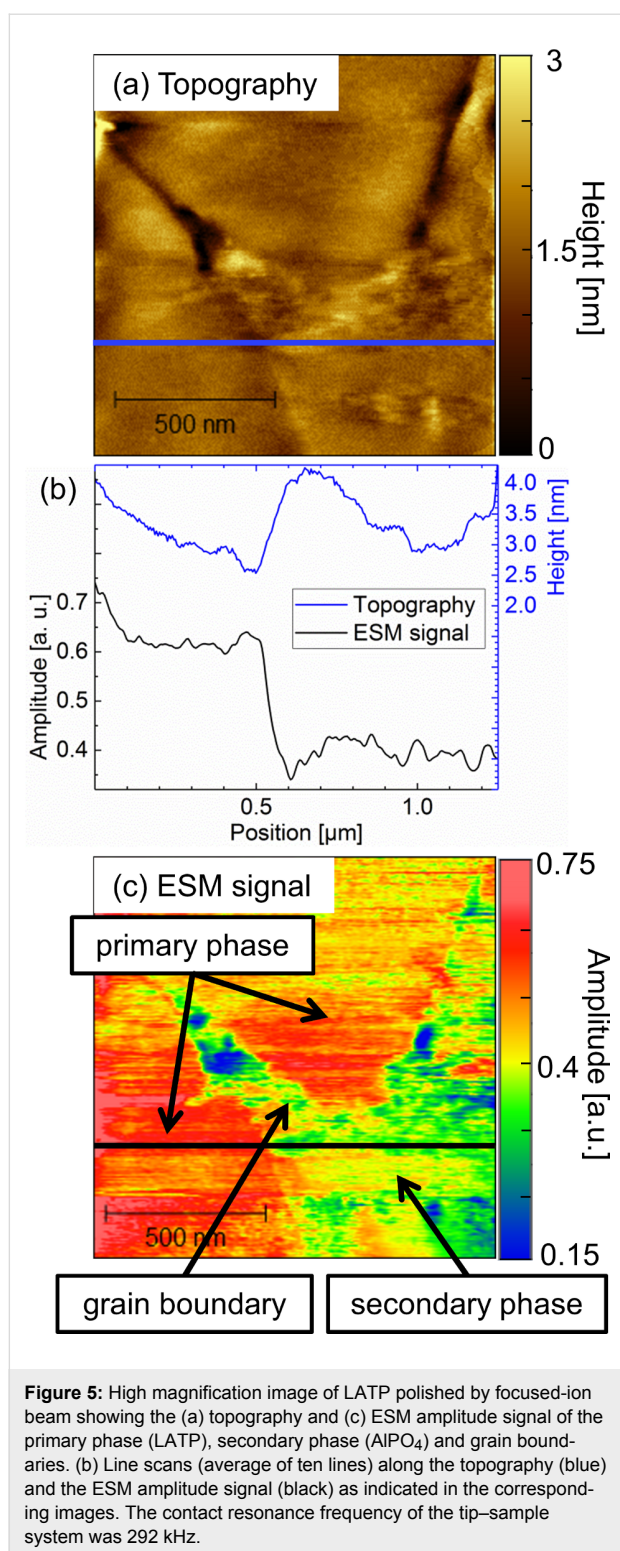 (a) Topography
3
1.5
0
Height [nm]
500 nm
(b)
4.0
3.5
3.0
2.5
2.0
Height [nm]
0.7
0.6
0.5
0.4
Amplitude [a. u.]
Topography
ESM signal
0.5
1.0
Position [µm]
(c) ESM signal
0.75
0.4
0.15
Amplitude [a.u.]
primary phase
500 nm
grain boundary
secondary phase
Figure 5: High magnification image of LATP polished by focused-ion
beam showing the (a) topography and (c) ESM amplitude signal of the
primary phase (LATP), secondary phase (AlPO₄) and grain bound-
aries. (b) Line scans (average of ten lines) along the topography (blue)
and the ESM amplitude signal (black) as indicated in the correspond-
ing images. The contact resonance frequency of the tip–sample
system was 292 kHz.